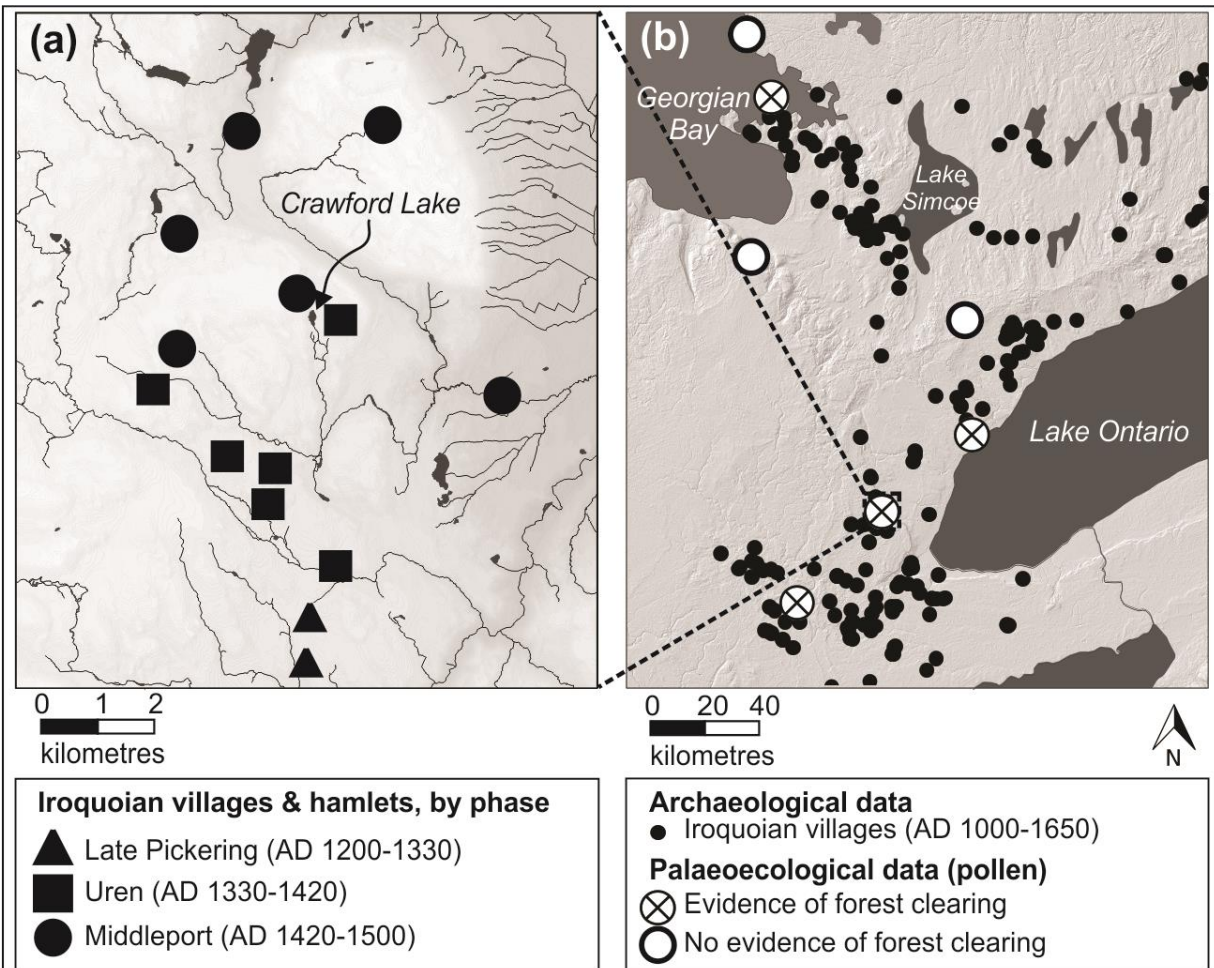 (a)
Crawford Lake
0 1 2
kilometres
(b)
Georgian
Bay
Lake
Simcoe
Lake Ontario
0 20 40
kilometres
N
Iroquoian villages & hamlets, by phase
Late Pickering (AD 1200-1330)
Uren (AD 1330-1420)
Middleport (AD 1420-1500)
Archaeological data
Iroquoian villages (AD 1000-1650)
Palaeoecological data (pollen)
Evidence of forest clearing
No evidence of forest clearing